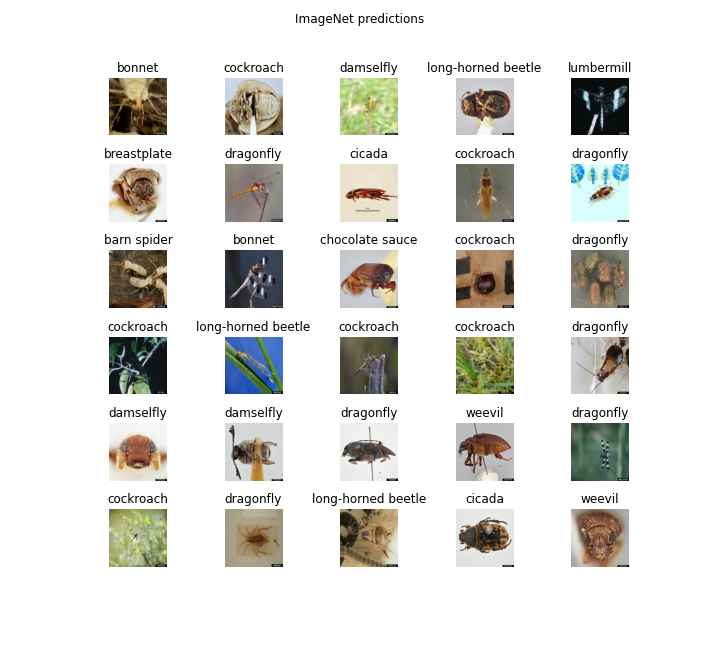 ImageNet predictions
bonnet cockroach damselfly long-horned beetle lumbermill
breastplate dragonfly cicada cockroach dragonfly
barn spider bonnet chocolate sauce cockroach dragonfly
cockroach long-horned beetle cockroach cockroach dragonfly
damselfly damselfly dragonfly weevil dragonfly
cockroach dragonfly long-horned beetle cicada weevil